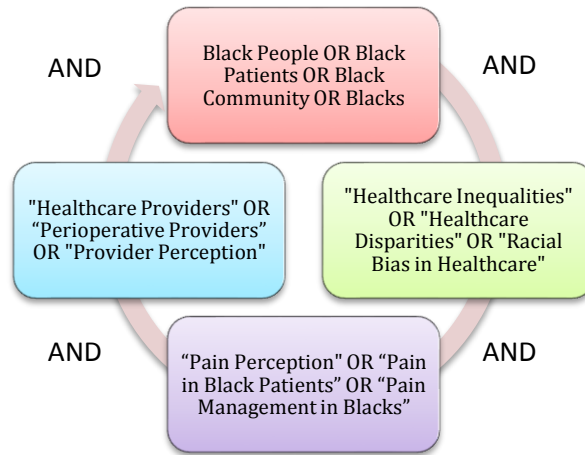 AND
Black People OR Black
Patients OR Black
Community OR Blacks
AND
"Healthcare Providers" OR
“Perioperative Providers”
OR "Provider Perception"
"Healthcare Inequalities"
OR "Healthcare
Disparities" OR "Racial
Bias in Healthcare"
AND
“Pain Perception" OR “Pain
in Black Patients” OR “Pain
Management in Blacks”
AND